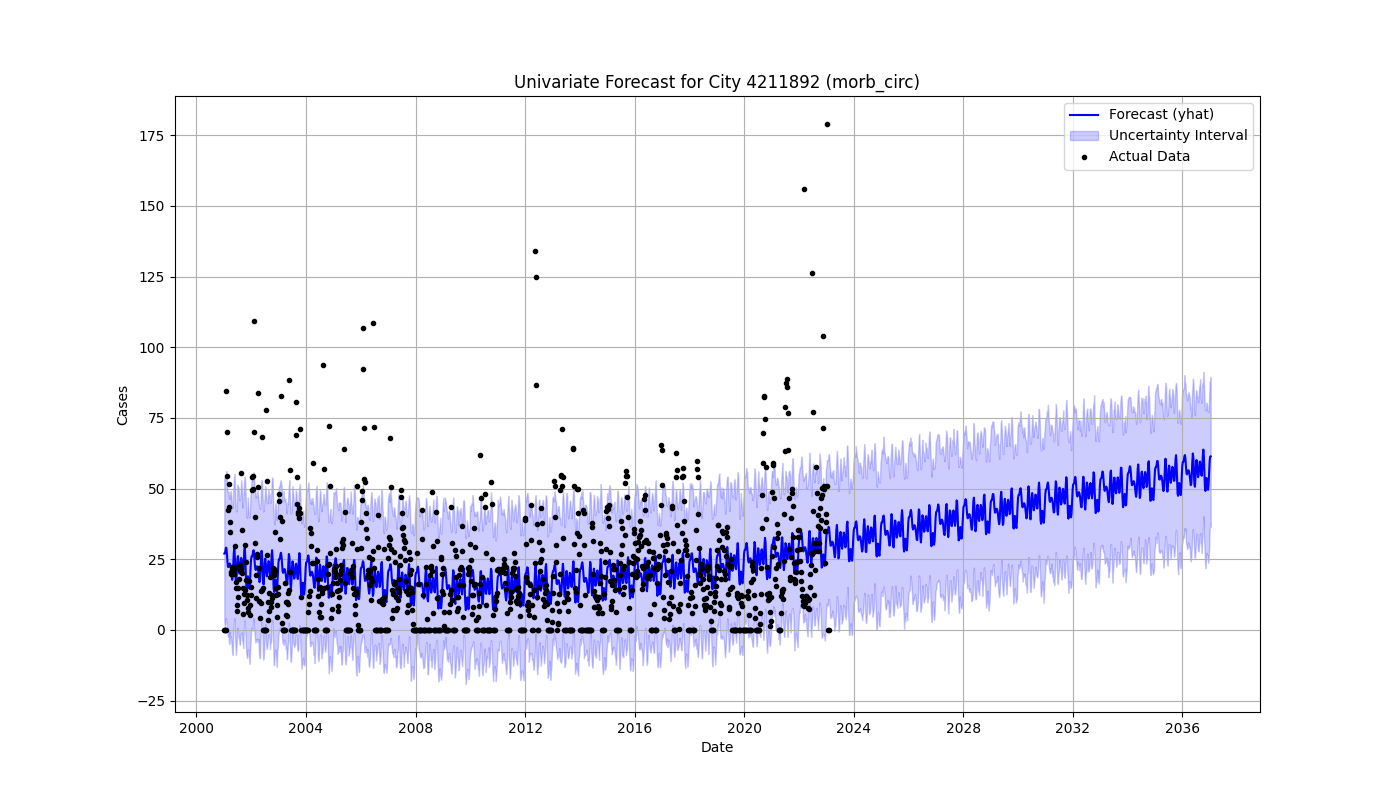 Univariate Forecast for City 4211892 (morb_circ)
Forecast (yhat)
Uncertainty Interval
Actual Data
175
150
125
100
75
50
25
0
−25
Cases
2000 2004 2008 2012 2016 2020 2024 2028 2032 2036
Date